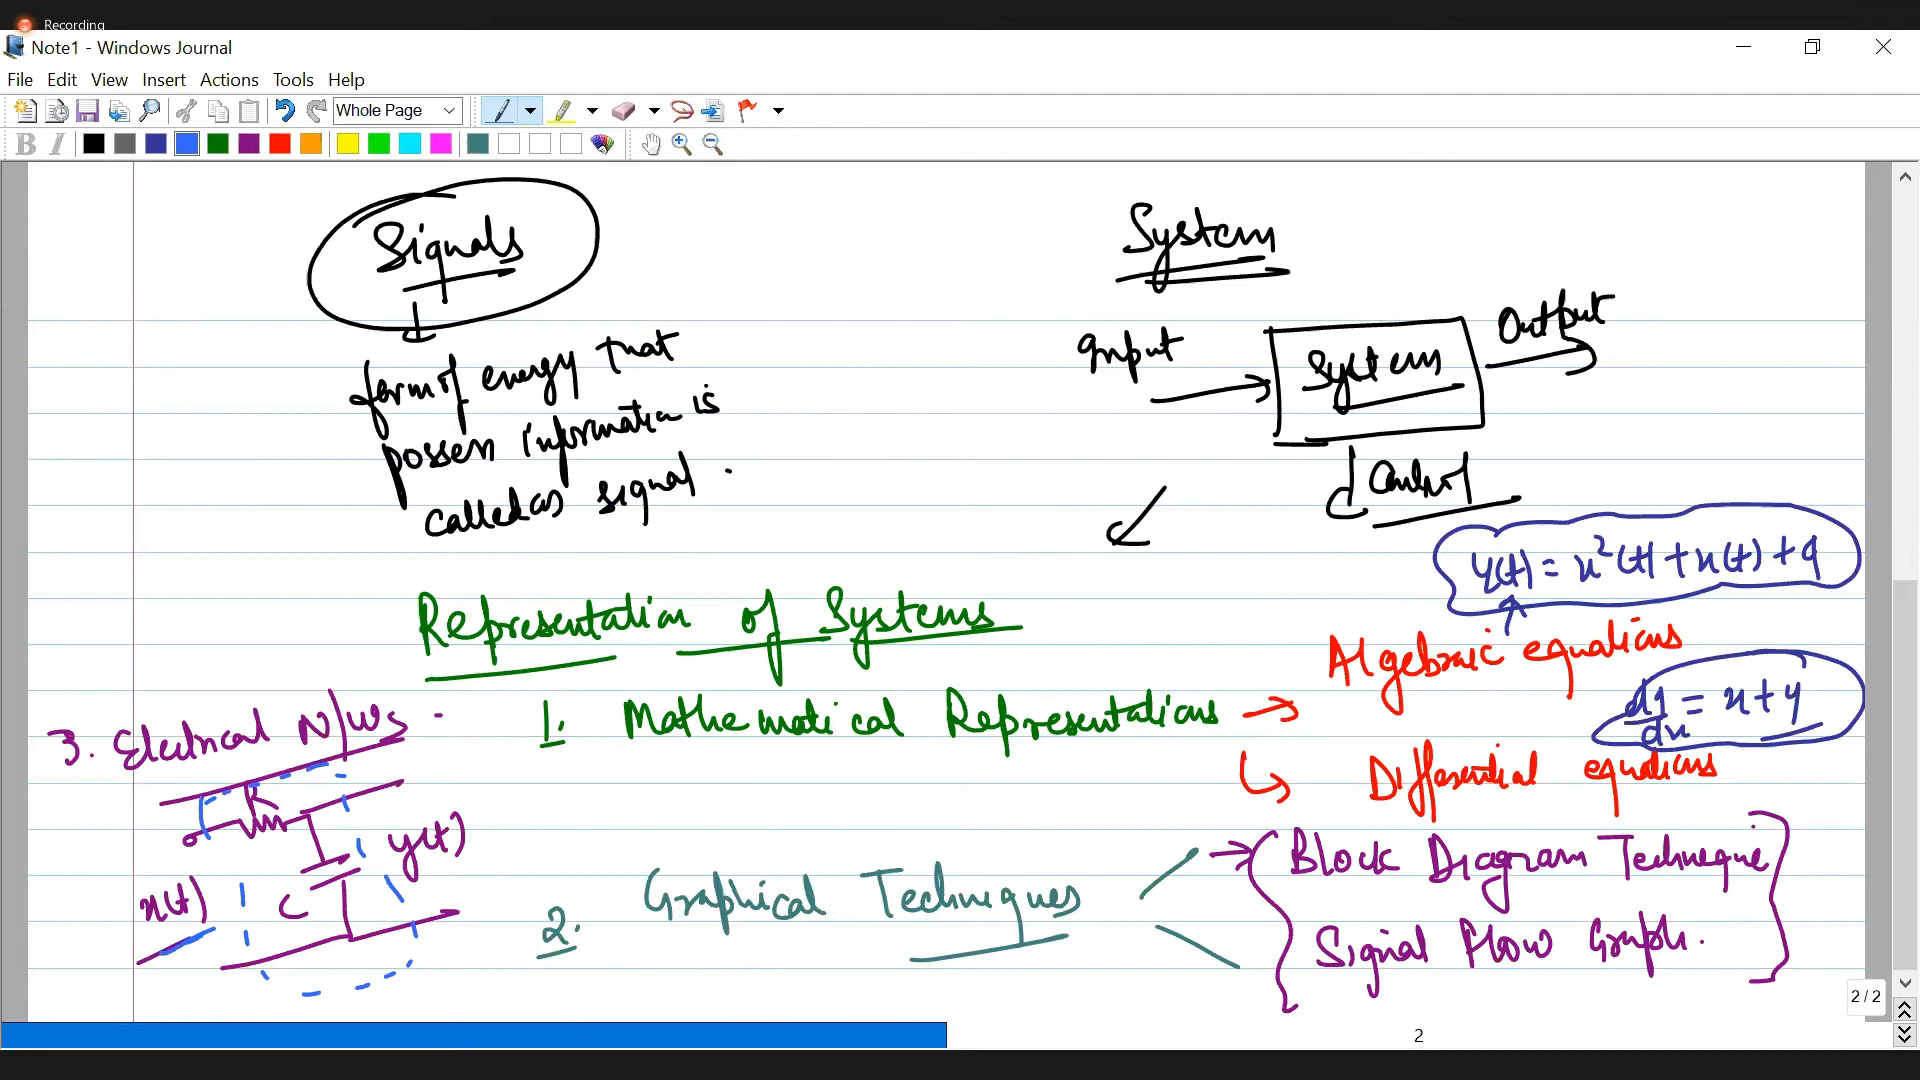 Recording
Note1 - Windows Journal
File Edit View Insert Actions Tools Help
Whole Page
B I
Signals
form of energy that
possess information is
called as signal.
System
Input
System
Output
Control
Representation of Systems
y(t) = x²(t) + x(t) + 9
Algebraic equations
1. Mathematical Representations
dy/dx = x + y
Differential equations
3. Electrical N/Ws.
R
y(t)
x(t)
C
2. Graphical Techniques
Block Diagram Technique
Signal Flow Graph.
2 / 2
2